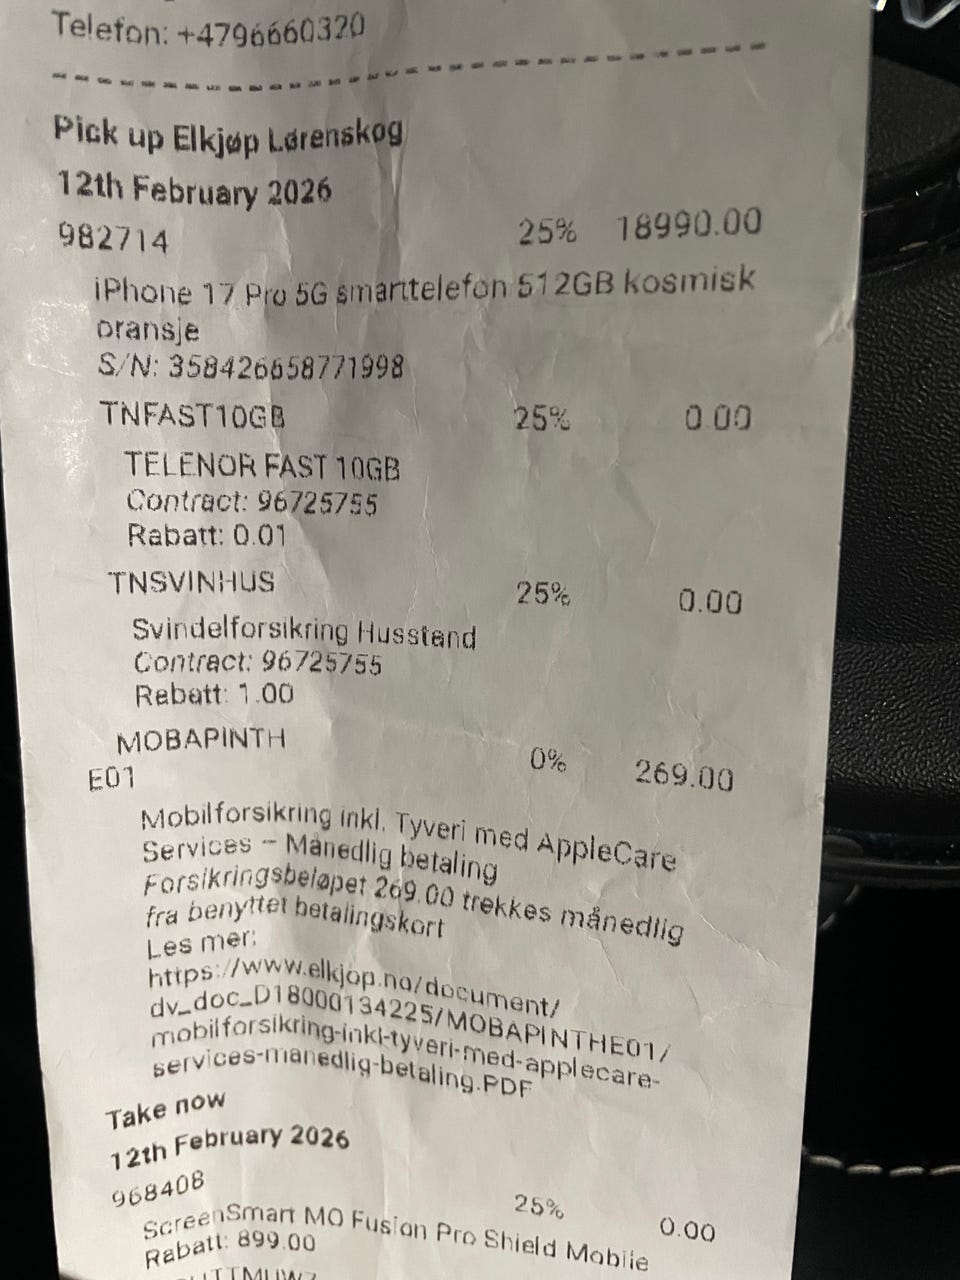 Telefon: +4796660320
Pick up Elkjøp Lørenskog
12th February 2026
982714 25% 18990.00
iPhone 17 Pro 5G smarttelefon 512GB kosmisk
oransje
S/N: 358426658771998
TNFAST10GB 25% 0.00
TELENOR FAST 10GB
Contract: 96725755
Rabatt: 0.01
TNSVINHUS 25% 0.00
Svindelforsikring Husstand
Contract: 96725755
Rabatt: 1.00
MOBAPINTH 0% 269.00
E01
Mobilforsikring inkl. Tyveri med AppleCare
Services - Månedlig betaling
Forsikringsbeløpet 269.00 trekkes månedlig
fra benyttet betalingskort
Les mer:
https://www.elkjop.no/document/
dv_doc_D18000134225/MOBAPINTHE01/
mobilforsikring-inkl-tyveri-med-applecare-
services-manedlig-betaling.PDF
Take now
12th February 2026
968408 25% 0.00
ScreenSmart MO Fusion Pro Shield Mobile
Rabatt: 899.00